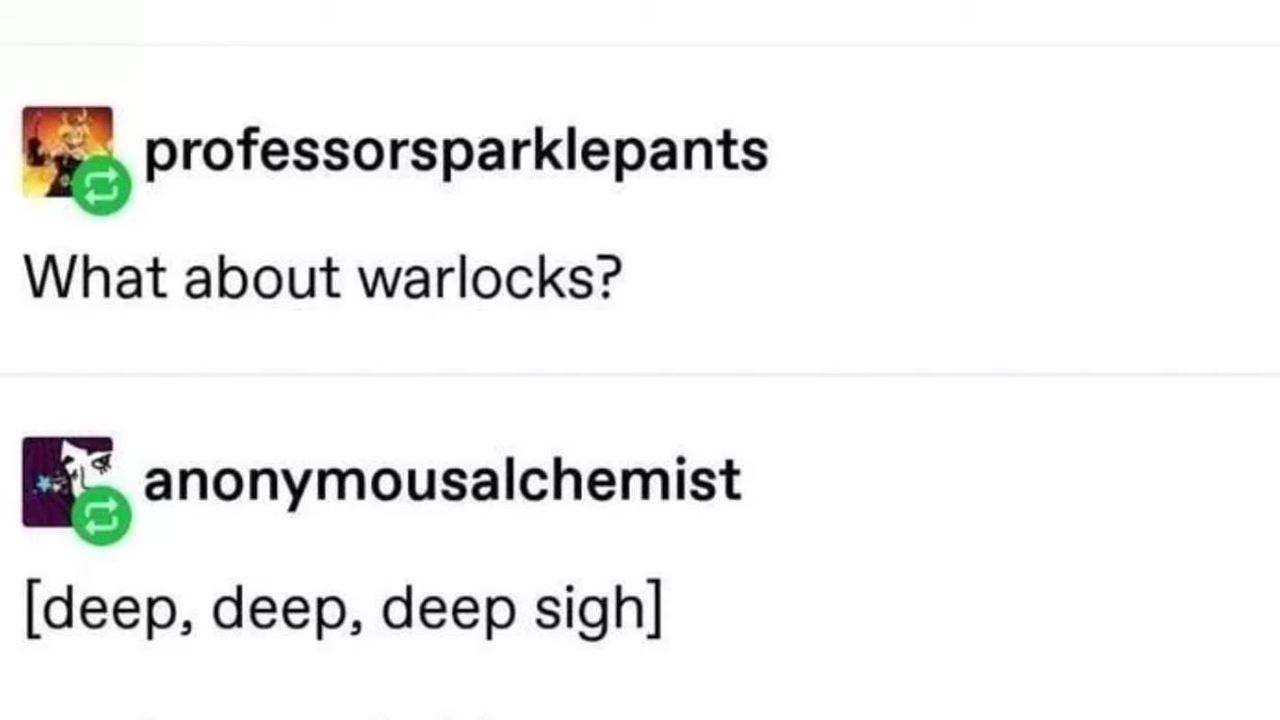 professorsparklepants
What about warlocks?
anonymousalchemist
[deep, deep, deep sigh]